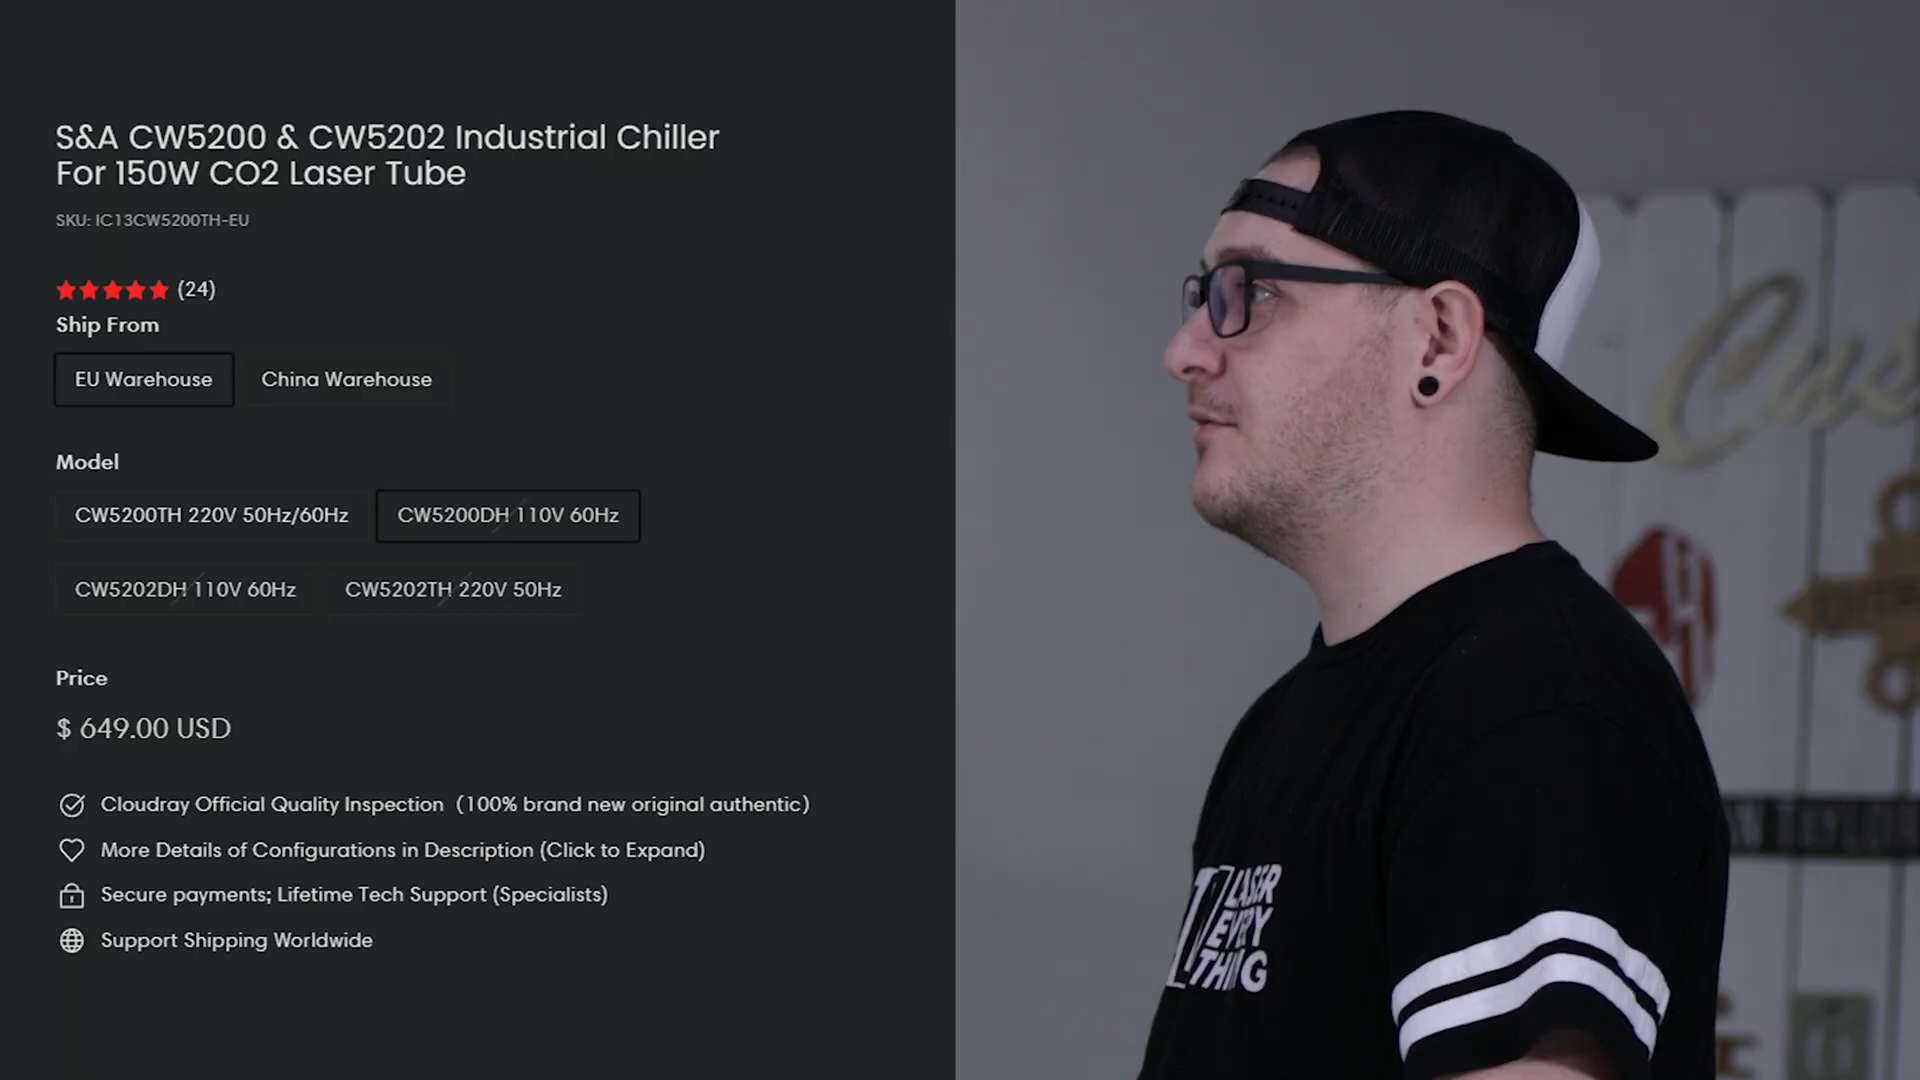 S&A CW5200 & CW5202 Industrial Chiller
For 150W CO2 Laser Tube
SKU: IC13CW5200TH-EU
(24)
Ship From
EU Warehouse
China Warehouse
Model
CW5200TH 220V 50Hz/60Hz
CW5200DH 110V 60Hz
CW5202DH 110V 60Hz
CW5202TH 220V 50Hz
Price
$ 649.00 USD
Cloudray Official Quality Inspection (100% brand new original authentic)
More Details of Configurations in Description (Click to Expand)
Secure payments; Lifetime Tech Support (Specialists)
Support Shipping Worldwide
LASER
EVERY
THING